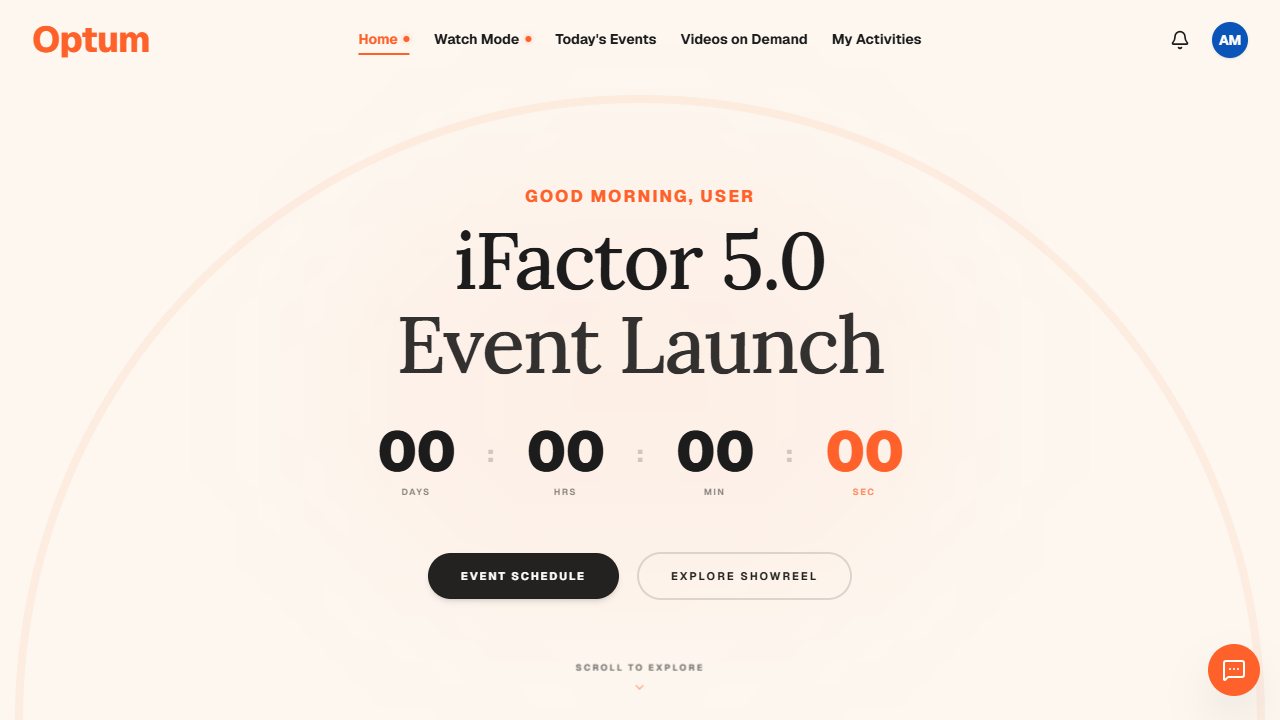 Optum
Home
Watch Mode
Today's Events
Videos on Demand
My Activities
AM
GOOD MORNING, USER
iFactor 5.0
Event Launch
00 : 00 : 00 : 00
DAYS HRS MIN SEC
EVENT SCHEDULE
EXPLORE SHOWREEL
SCROLL TO EXPLORE